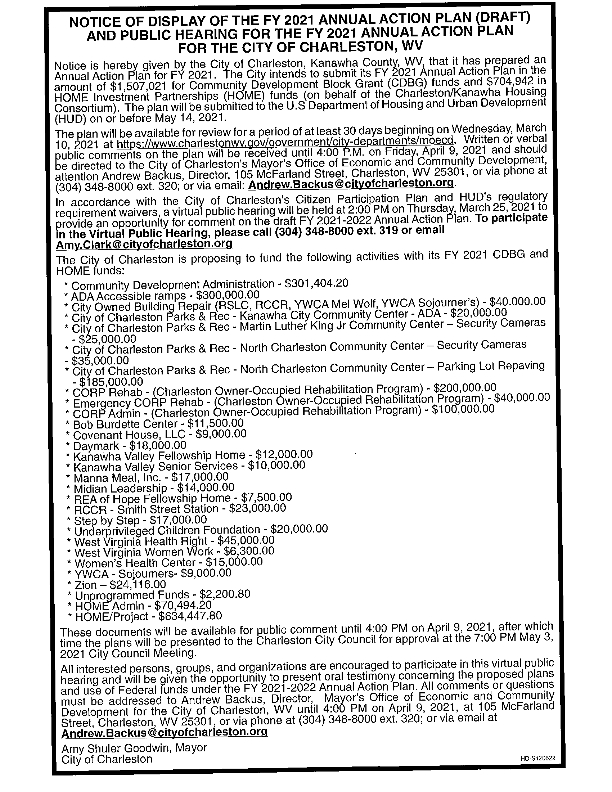 NOTICE OF DISPLAY OF THE FY 2021 ANNUAL ACTION PLAN (DRAFT)
AND PUBLIC HEARING FOR THE FY 2021 ANNUAL ACTION PLAN
FOR THE CITY OF CHARLESTON, WV
Notice is hereby given by the City of Charleston, Kanawha County, WV, that it has prepared an
Annual Action Plan for FY 2021. The City intends to submit its FY 2021 Annual Action Plan in the
amount of $1,507,021 for Community Development Block Grant (CDBG) funds and $704,942 in
HOME Investment Partnerships (HOME) funds (on behalf of the Charleston/Kanawha Housing
Consortium). The plan will be submitted to the U.S Department of Housing and Urban Development
(HUD) on or before May 14, 2021.
The plan will be available for review for a period of at least 30 days beginning on Wednesday, March
10, 2021 at https://www.charlestonwv.gov/government/city-departments/moecd. Written or verbal
public comments on the plan will be received until 4:00 P.M. on Friday, April 9, 2021 and should
be directed to the City of Charleston's Mayor's Office of Economic and Community Development,
attention Andrew Backus, Director, 105 McFarland Street, Charleston, WV 25301; or via phone at
(304) 348-8000 ext. 320; or via email: Andrew.Backus@cityofcharleston.org.
In accordance with the City of Charleston's Citizen Participation Plan and HUD's regulatory
requirement waivers, a virtual public hearing will be held at 2:00 PM on Thursday, March 25, 2021 to
provide an opportunity for comment on the draft FY 2021-2022 Annual Action Plan. To participate
in the Virtual Public Hearing, please call (304) 348-8000 ext. 319 or email
Amy.Clark@cityofcharleston.org
The City of Charleston is proposing to fund the following activities with its FY 2021 CDBG and
HOME funds:
* Community Development Administration - $301,404.20
* ADA Accessible ramps - $300,000.00
* City Owned Building Repair (RSLC, RCCR, YWCA Mel Wolf, YWCA Sojourner's) - $40.000.00
* City of Charleston Parks & Rec - Kanawha City Community Center - ADA - $20,000.00
* City of Charleston Parks & Rec - Martin Luther King Jr Community Center – Security Cameras
- $25,000.00
* City of Charleston Parks & Rec - North Charleston Community Center – Security Cameras
- $35,000.00
* City of Charleston Parks & Rec - North Charleston Community Center – Parking Lot Repaving
- $185,000.00
* CORP Rehab - (Charleston Owner-Occupied Rehabilitation Program) - $200,000.00
* Emergency CORP Rehab - (Charleston Owner-Occupied Rehabilitation Program) - $40,000.00
* CORP Admin - (Charleston Owner-Occupied Rehabilitation Program) - $100,000.00
* Bob Burdette Center - $11,500.00
* Covenant House, LLC - $9,000.00
* Daymark - $18,000.00
* Kanawha Valley Fellowship Home - $12,000.00
* Kanawha Valley Senior Services - $10,000.00
* Manna Meal, Inc. - $17,000.00
* Midian Leadership - $14,000.00
* REA of Hope Fellowship Home - $7,500.00
* RCCR - Smith Street Station - $23,000.00
* Step by Step - $17,000.00
* Underprivileged Children Foundation - $20,000.00
* West Virginia Health Right - $45,000.00
* West Virginia Women Work - $6,300.00
* Women's Health Center - $15,000.00
* YWCA - Sojourners- $9,000.00
* Zion – $24,116.00
* Unprogrammed Funds - $2,200.80
* HOME Admin - $70,494.20
* HOME/Project - $634,447.80
These documents will be available for public comment until 4:00 PM on April 9, 2021, after which
time the plans will be presented to the Charleston City Council for approval at the 7:00 PM May 3,
2021 City Council Meeting.
All interested persons, groups, and organizations are encouraged to participate in this virtual public
hearing and will be given the opportunity to present oral testimony concerning the proposed plans
and use of Federal funds under the FY 2021-2022 Annual Action Plan. All comments or questions
must be addressed to Andrew Backus, Director, Mayor's Office of Economic and Community
Development for the City of Charleston, WV until 4:00 PM on April 9, 2021, at 105 McFarland
Street, Charleston, WV 25301, or via phone at (304) 348-8000 ext. 320; or via email at
Andrew.Backus@cityofcharleston.org
Amy Shuler Goodwin, Mayor
City of Charleston